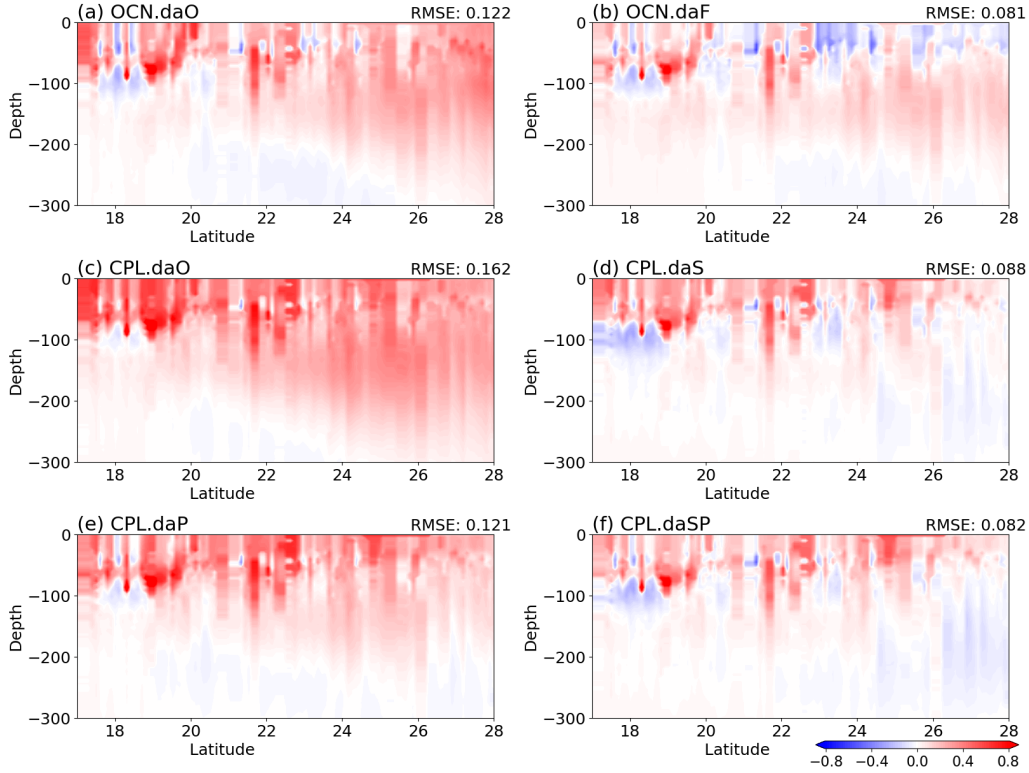 (a) OCN.daO RMSE: 0.122
(b) OCN.daF RMSE: 0.081
0
−100
−200
−300
Depth
18 20 22 24 26 28
Latitude
0
−100
−200
−300
Depth
18 20 22 24 26 28
Latitude
(c) CPL.daO RMSE: 0.162
(d) CPL.daS RMSE: 0.088
0
−100
−200
−300
Depth
18 20 22 24 26 28
Latitude
0
−100
−200
−300
Depth
18 20 22 24 26 28
Latitude
(e) CPL.daP RMSE: 0.121
(f) CPL.daSP RMSE: 0.082
0
−100
−200
−300
Depth
18 20 22 24 26 28
Latitude
0
−100
−200
−300
Depth
18 20 22 24 26 28
Latitude
−0.8 −0.4 0.0 0.4 0.8